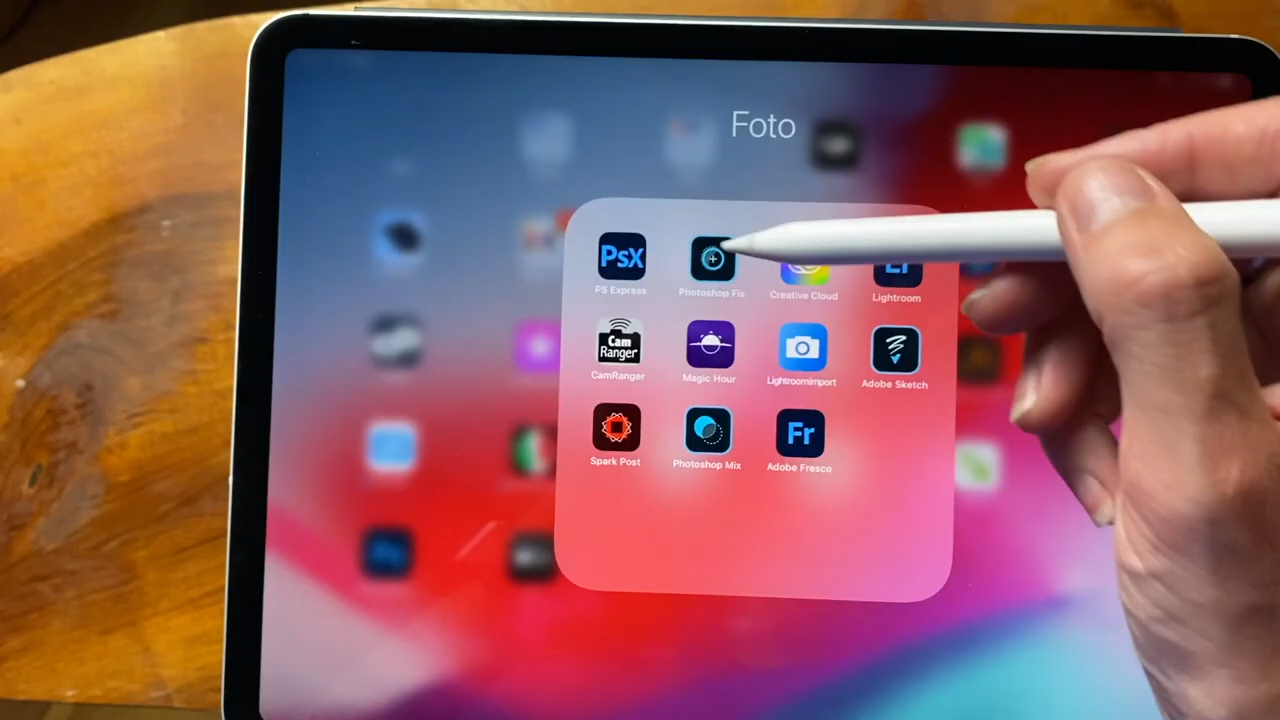 Foto
PsX
PS Express
Photoshop Fix
Creative Cloud
Lr
Lightroom
Cam
Ranger
CamRanger
Magic Hour
Lightroomimport
Adobe Sketch
Spark Post
Photoshop Mix
Fr
Adobe Fresco